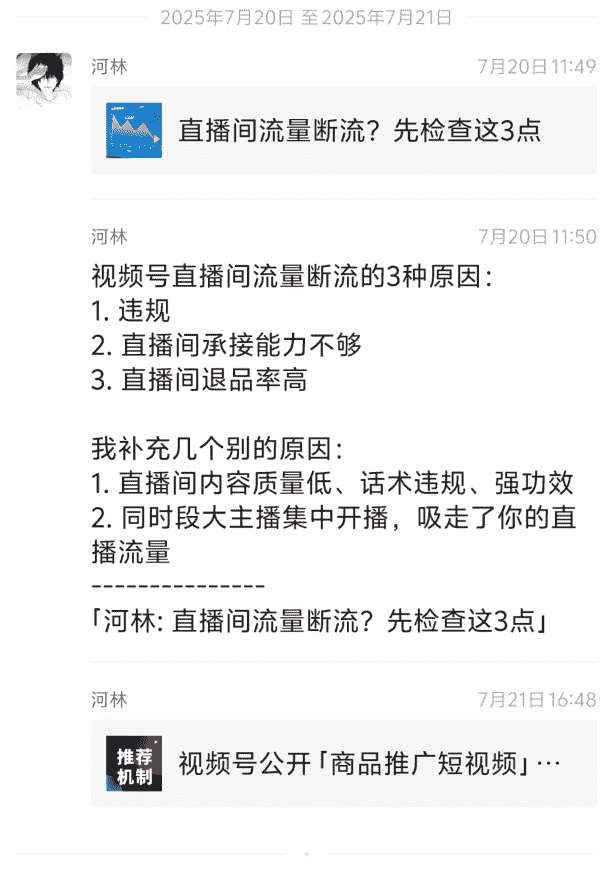 2025年7月20日 至2025年7月21日
河林
7月20日11:49
直播间流量断流？先检查这3点
河林
7月20日11:50
视频号直播间流量断流的3种原因：
1. 违规
2. 直播间承接能力不够
3. 直播间退品率高
我补充几个别的原因：
1. 直播间内容质量低、话术违规、强功效
2. 同时段大主播集中开播，吸走了你的直
播流量
---------------
「河林: 直播间流量断流？先检查这3点」
河林
7月21日16:48
推荐
机制
视频号公开「商品推广短视频」…